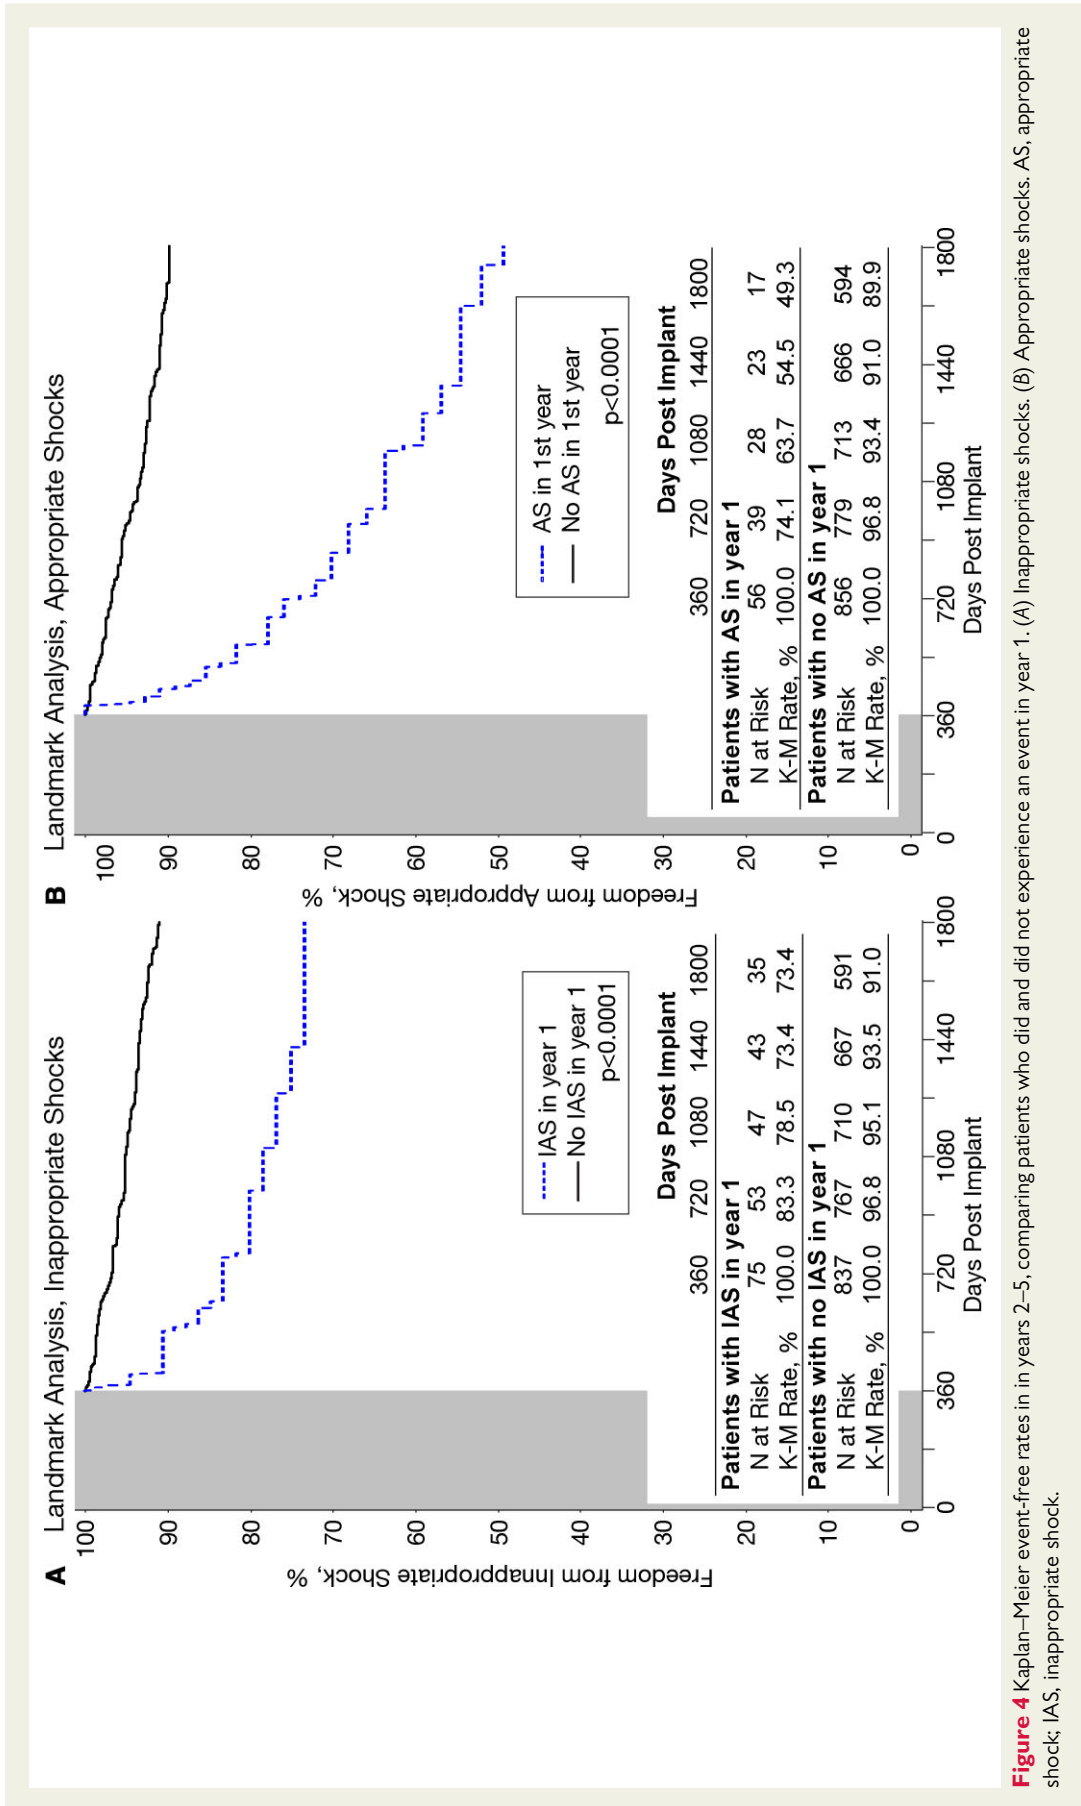 A
Landmark Analysis, Inappropriate Shocks
Freedom from Innappropriate Shock, %
100
90
80
70
60
50
40
30
20
10
0
IAS in year 1
No IAS in year 1
p<0.0001
Days Post Implant
360 720 1080 1440 1800
Patients with IAS in year 1
N at Risk 75 53 47 43 35
K-M Rate, % 100.0 83.3 78.5 73.4 73.4
Patients with no IAS in year 1
N at Risk 837 767 710 667 591
K-M Rate, % 100.0 96.8 95.1 93.5 91.0
0 360 720 1080 1440 1800
Days Post Implant
B
Landmark Analysis, Appropriate Shocks
Freedom from Appropriate Shock, %
100
90
80
70
60
50
40
30
20
10
0
AS in 1st year
No AS in 1st year
p<0.0001
Days Post Implant
360 720 1080 1440 1800
Patients with AS in year 1
N at Risk 56 39 28 23 17
K-M Rate, % 100.0 74.1 63.7 54.5 49.3
Patients with no AS in year 1
N at Risk 856 779 713 666 594
K-M Rate, % 100.0 96.8 93.4 91.0 89.9
0 360 720 1080 1440 1800
Days Post Implant
Figure 4 Kaplan–Meier event-free rates in in years 2–5, comparing patients who did and did not experience an event in year 1. (A) Inappropriate shocks. (B) Appropriate shocks. AS, appropriate
shock; IAS, inappropriate shock.